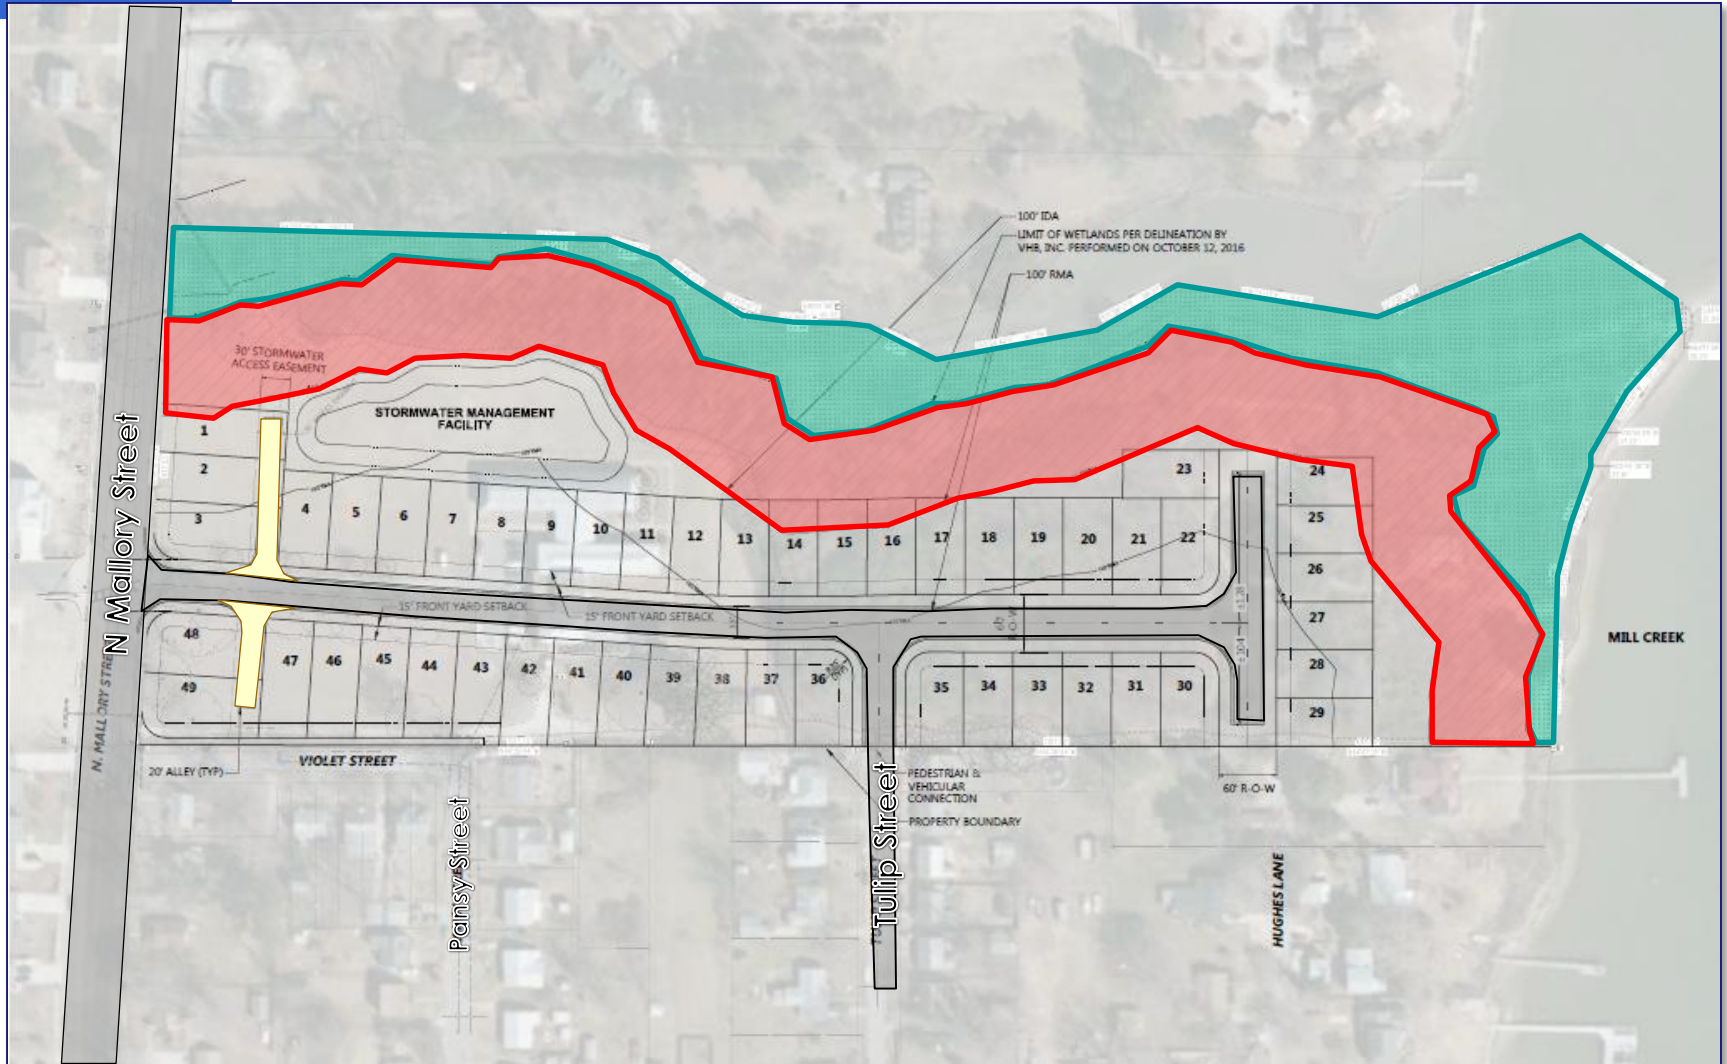 100' IDA
LIMIT OF WETLANDS PER DELINEATION BY
VHB, INC. PERFORMED ON OCTOBER 12, 2016
100' RMA
30' STORMWATER
ACCESS EASEMENT
STORMWATER MANAGEMENT
FACILITY
1
2
3
4
5
6
7
8
9
10
11
12
13
14
15
16
17
18
19
20
21
22
23
24
25
26
27
28
29
15' FRONT YARD SETBACK
15' FRONT YARD SETBACK
60'
R-O-W
48
49
47
46
45
44
43
42
41
40
39
38
37
36
35
34
33
32
31
30
MILL CREEK
N Mallory Street
N. MALLORY STREET
20' ALLEY (TYP)
VIOLET STREET
Pansy Street
Tulip Street
PEDESTRIAN &
VEHICULAR
CONNECTION
PROPERTY BOUNDARY
60' R-O-W
HUGHES LANE